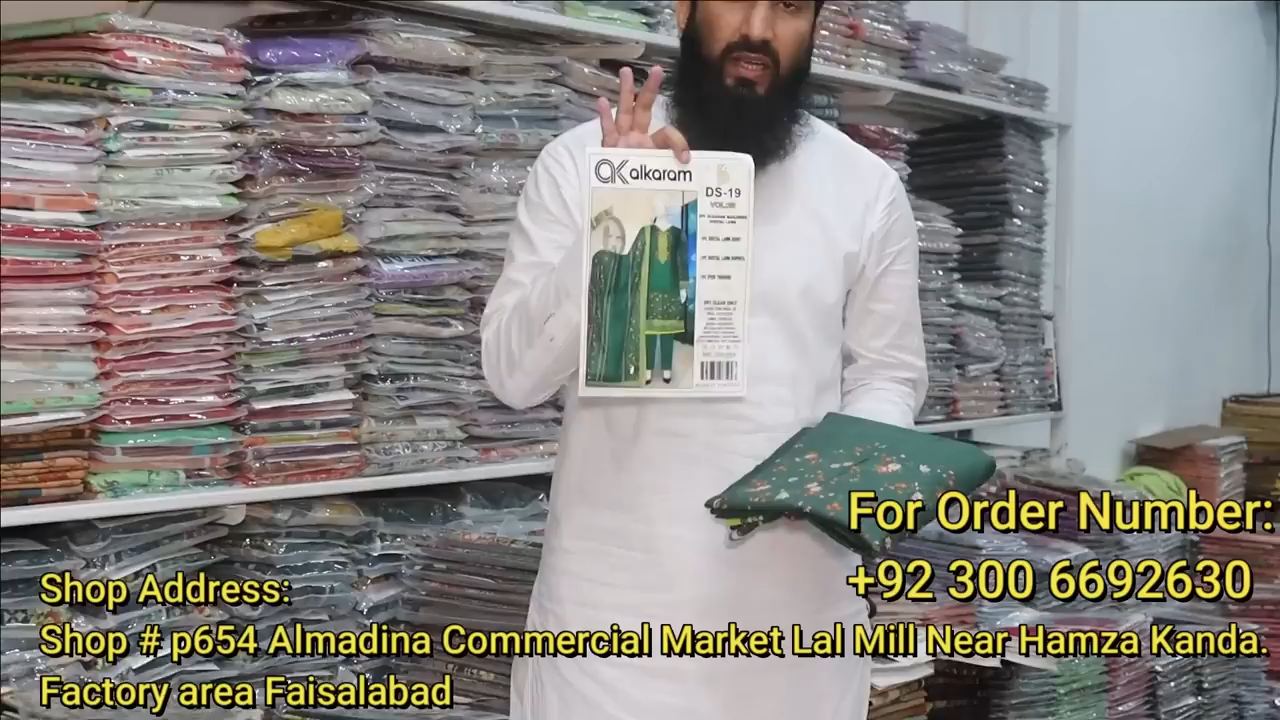 alkaram
DS-19
For Order Number:
+92 300 6692630
Shop Address:
Shop # p654 Almadina Commercial Market Lal Mill Near Hamza Kanda.
Factory area Faisalabad